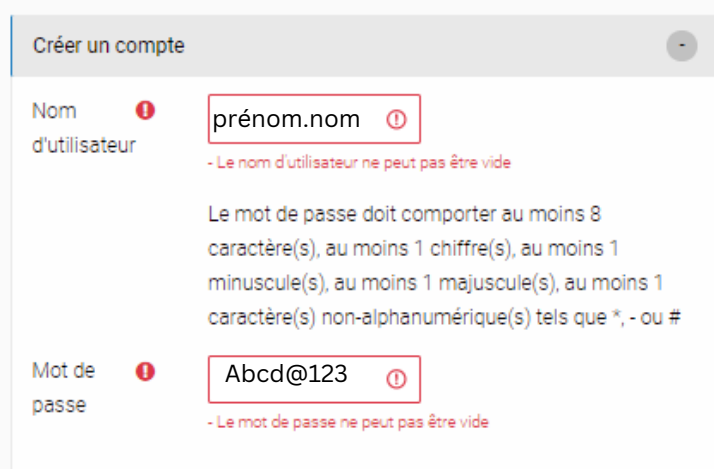 Créer un compte
-
Nom
d'utilisateur
prénom.nom
- Le nom d'utilisateur ne peut pas être vide
Le mot de passe doit comporter au moins 8
caractère(s), au moins 1 chiffre(s), au moins 1
minuscule(s), au moins 1 majuscule(s), au moins 1
caractère(s) non-alphanumérique(s) tels que *, - ou #
Mot de
passe
Abcd@123
- Le mot de passe ne peut pas être vide